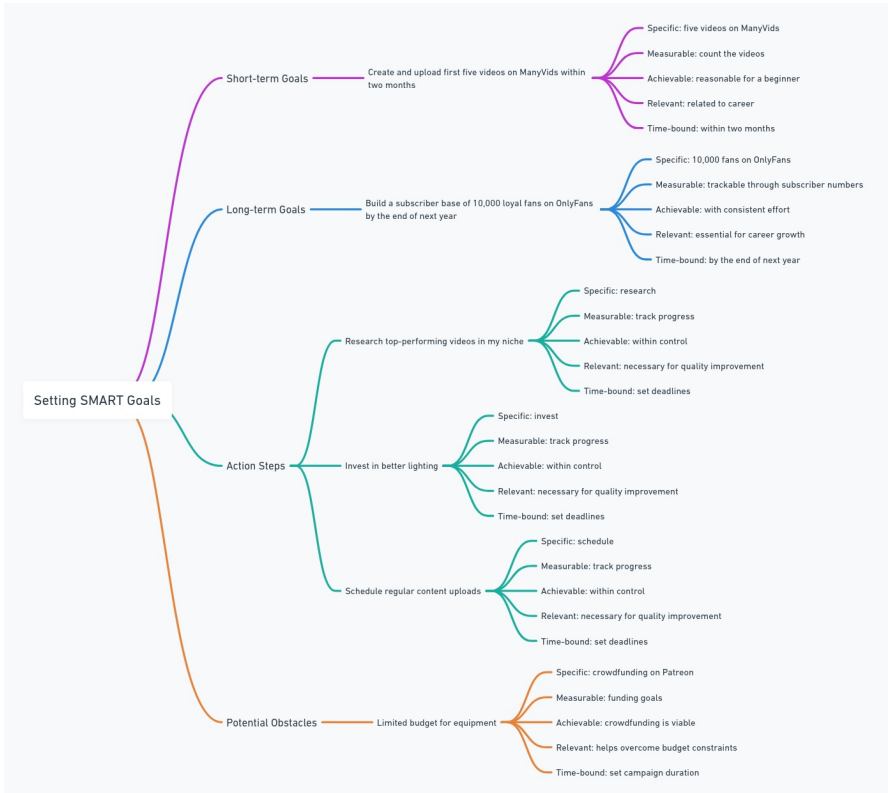 Setting SMART Goals
Short-term Goals
Create and upload first five videos on ManyVids within
two months
Specific: five videos on ManyVids
Measurable: count the videos
Achievable: reasonable for a beginner
Relevant: related to career
Time-bound: within two months
Long-term Goals
Build a subscriber base of 10,000 loyal fans on OnlyFans
by the end of next year
Specific: 10,000 fans on OnlyFans
Measurable: trackable through subscriber numbers
Achievable: with consistent effort
Relevant: essential for career growth
Time-bound: by the end of next year
Action Steps
Research top-performing videos in my niche
Specific: research
Measurable: track progress
Achievable: within control
Relevant: necessary for quality improvement
Time-bound: set deadlines
Invest in better lighting
Specific: invest
Measurable: track progress
Achievable: within control
Relevant: necessary for quality improvement
Time-bound: set deadlines
Schedule regular content uploads
Specific: schedule
Measurable: track progress
Achievable: within control
Relevant: necessary for quality improvement
Time-bound: set deadlines
Potential Obstacles
Limited budget for equipment
Specific: crowdfunding on Patreon
Measurable: funding goals
Achievable: crowdfunding is viable
Relevant: helps overcome budget constraints
Time-bound: set campaign duration